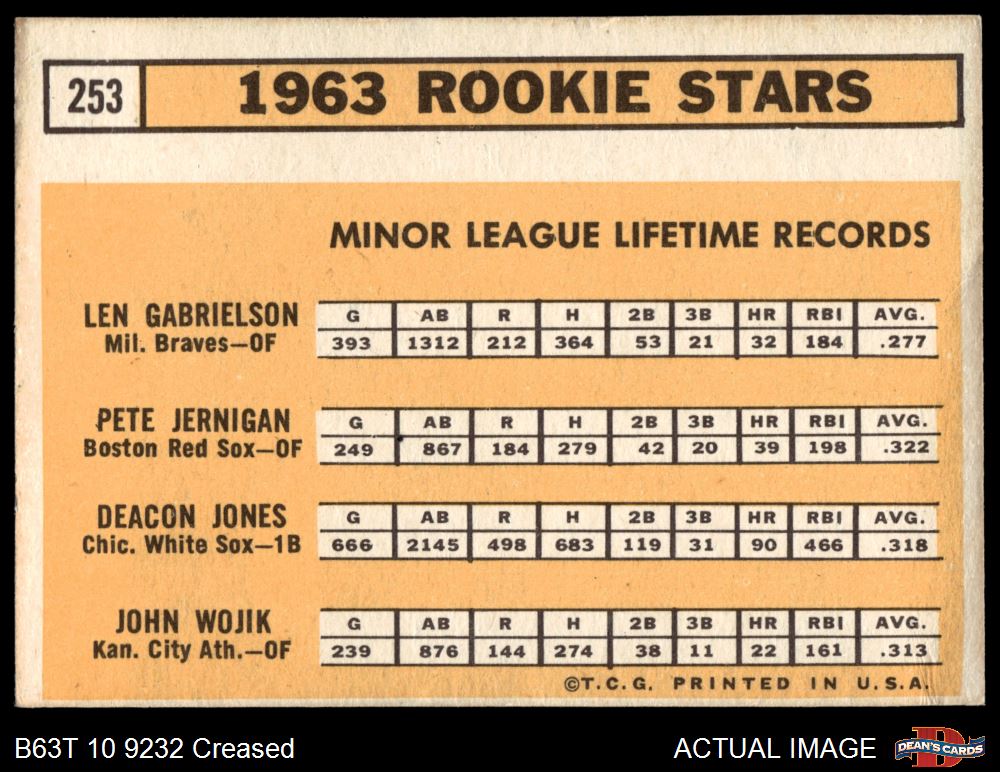 253 1963 ROOKIE STARS
MINOR LEAGUE LIFETIME RECORDS
LEN GABRIELSON
Mil. Braves—OF
G AB R H 2B 3B HR RBI AVG.
393 1312 212 364 53 21 32 184 .277
PETE JERNIGAN
Boston Red Sox—OF
G AB R H 2B 3B HR RBI AVG.
249 867 184 279 42 20 39 198 .322
DEACON JONES
Chic. White Sox—1B
G AB R H 2B 3B HR RBI AVG.
666 2145 498 683 119 31 90 466 .318
JOHN WOJIK
Kan. City Ath.—OF
G AB R H 2B 3B HR RBI AVG.
239 876 144 274 38 11 22 161 .313
©T.C.G. PRINTED IN U.S.A.
B63T 10 9232 Creased ACTUAL IMAGE DEAN'S CARDS